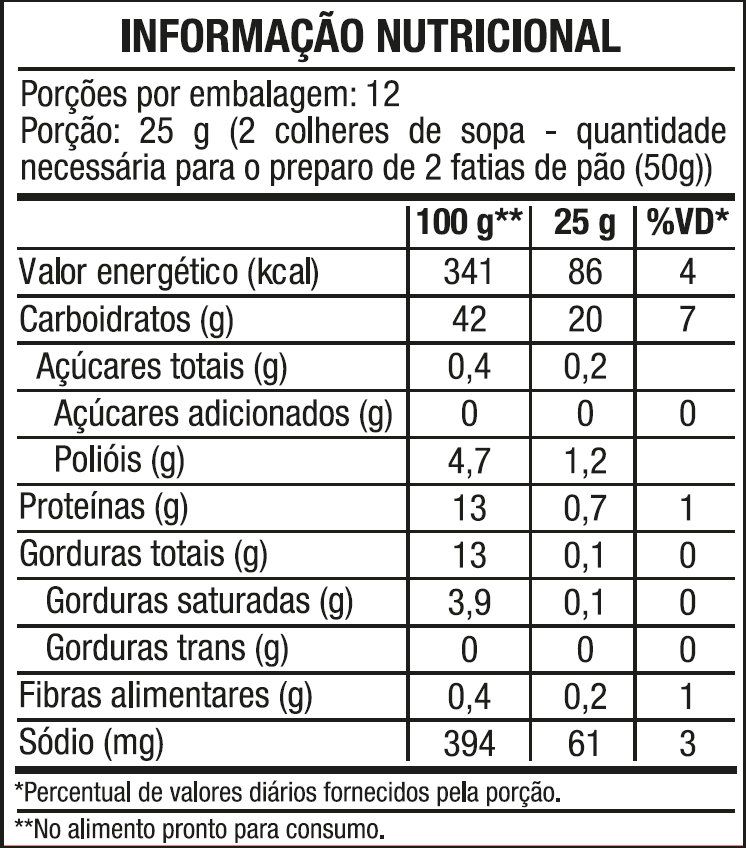 INFORMAÇÃO NUTRICIONAL
Porções por embalagem: 12
Porção: 25 g (2 colheres de sopa - quantidade
necessária para o preparo de 2 fatias de pão (50g))
100 g** 25 g %VD*
Valor energético (kcal) 341 86 4
Carboidratos (g) 42 20 7
Açúcares totais (g) 0,4 0,2
Açúcares adicionados (g) 0 0 0
Polióis (g) 4,7 1,2
Proteínas (g) 13 0,7 1
Gorduras totais (g) 13 0,1 0
Gorduras saturadas (g) 3,9 0,1 0
Gorduras trans (g) 0 0 0
Fibras alimentares (g) 0,4 0,2 1
Sódio (mg) 394 61 3
*Percentual de valores diários fornecidos pela porção.
**No alimento pronto para consumo.